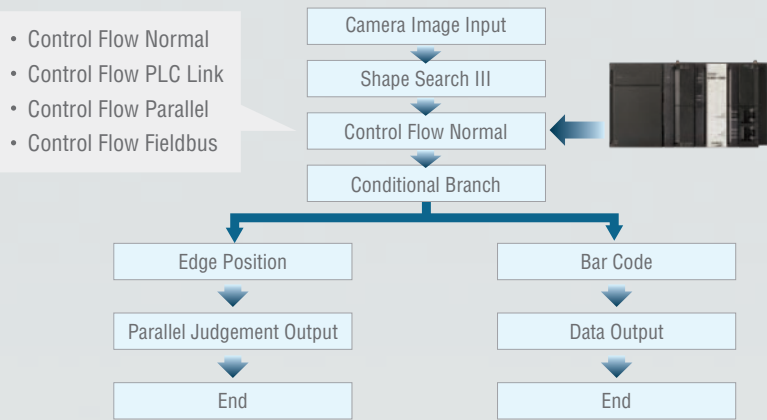 • Control Flow Normal
• Control Flow PLC Link
• Control Flow Parallel
• Control Flow Fieldbus
Camera Image Input
Shape Search III
Control Flow Normal
Conditional Branch
Edge Position
Bar Code
Parallel Judgement Output
Data Output
End
End